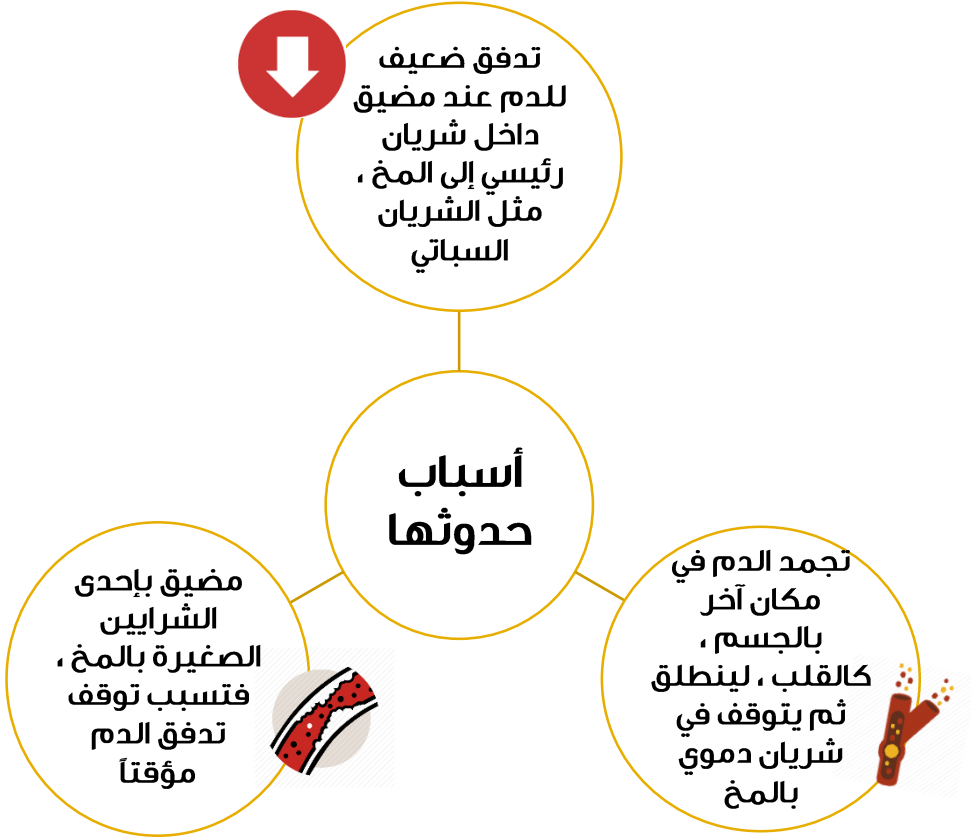 تدفق ضعيف
للدم عند مضيق
داخل شريان
رئيسي إلى المخ ،
مثل الشريان
السباتي
أسباب
حدوثها
تجمد الدم في
مكان آخر
بالجسم ،
كالقلب ، لينطلق
ثم يتوقف في
شريان دموي
بالمخ
مضيق بإحدى
الشرايين
الصغيرة بالمخ ،
فتسبب توقف
تدفق الدم
مؤقتاً